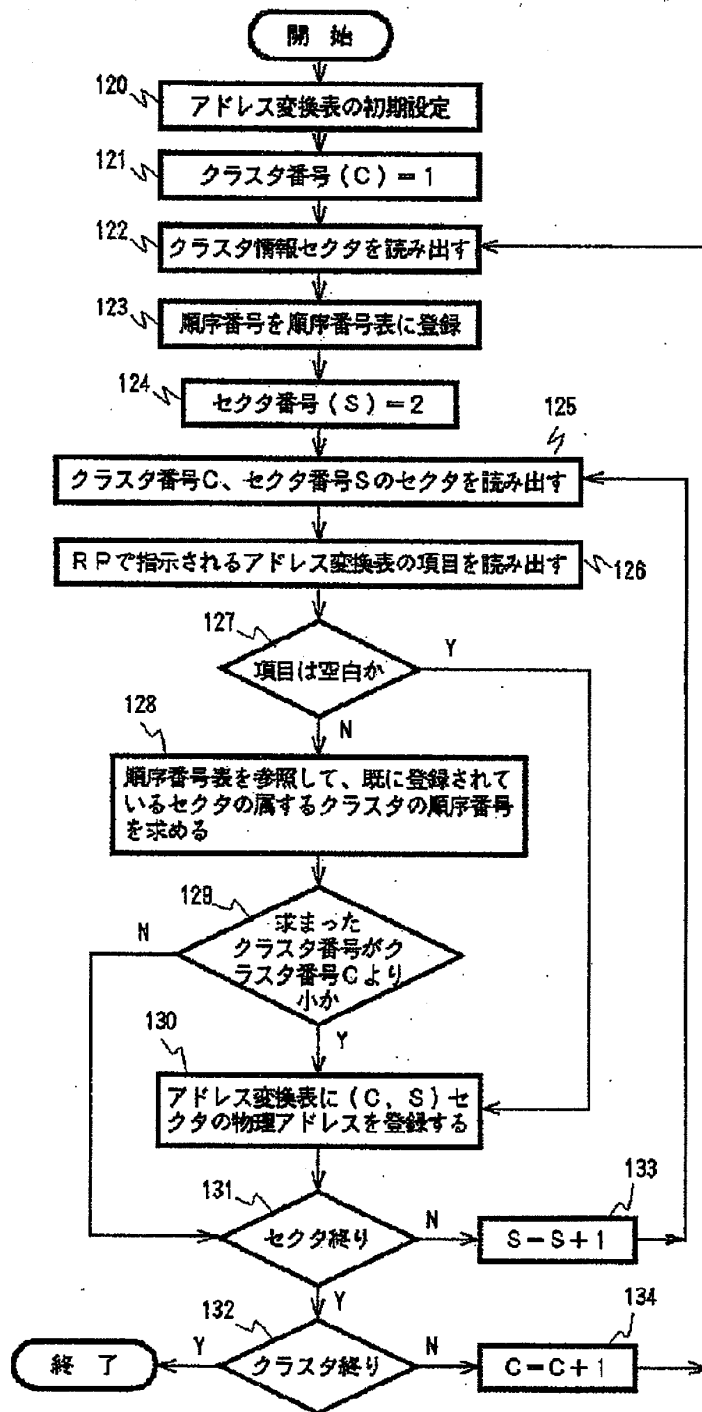 開 始
120
アドレス変換表の初期設定
121
クラスタ番号(C)=1
122
クラスタ情報セクタを読み出す
123
順序番号を順序番号表に登録
124
セクタ番号(S)=2
125
クラスタ番号C、セクタ番号Sのセクタを読み出す
RPで指示されるアドレス変換表の項目を読み出す
126
127
項目は空白か
Y
N
128
順序番号表を参照して、既に登録されて
いるセクタの属するクラスタの順序番号
を求める
129
求まった
クラスタ番号がク
ラスタ番号Cより
小か
N
Y
130
アドレス変換表に(C,S)セ
クタの物理アドレスを登録する
131
セクタ終り
N
133
S=S+1
Y
132
クラスタ終り
Y
終 了
N
134
C=C+1